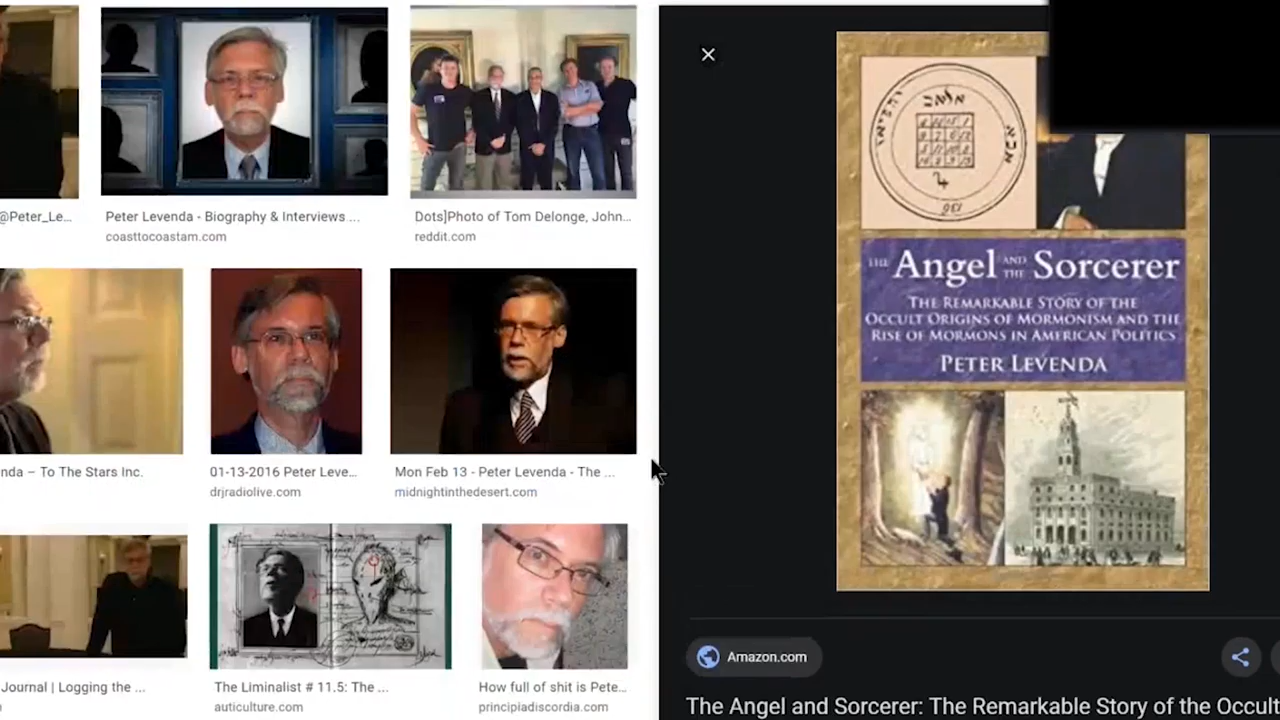 @Peter_Le...
Peter Levenda - Biography & Interviews ...
coasttocoastam.com
Dots]Photo of Tom Delonge, John...
reddit.com
nda – To The Stars Inc.
01-13-2016 Peter Leve...
drjradiolive.com
Mon Feb 13 - Peter Levenda - The ...
midnightinthedesert.com
Journal | Logging the ...
The Liminalist # 11.5: The ...
auticulture.com
How full of shit is Pete...
principiadiscordia.com
THE Angel AND THE Sorcerer
THE REMARKABLE STORY OF THE
OCCULT ORIGINS OF MORMONISM AND THE
RISE OF MORMONS IN AMERICAN POLITICS
PETER LEVENDA
Amazon.com
The Angel and Sorcerer: The Remarkable Story of the Occult